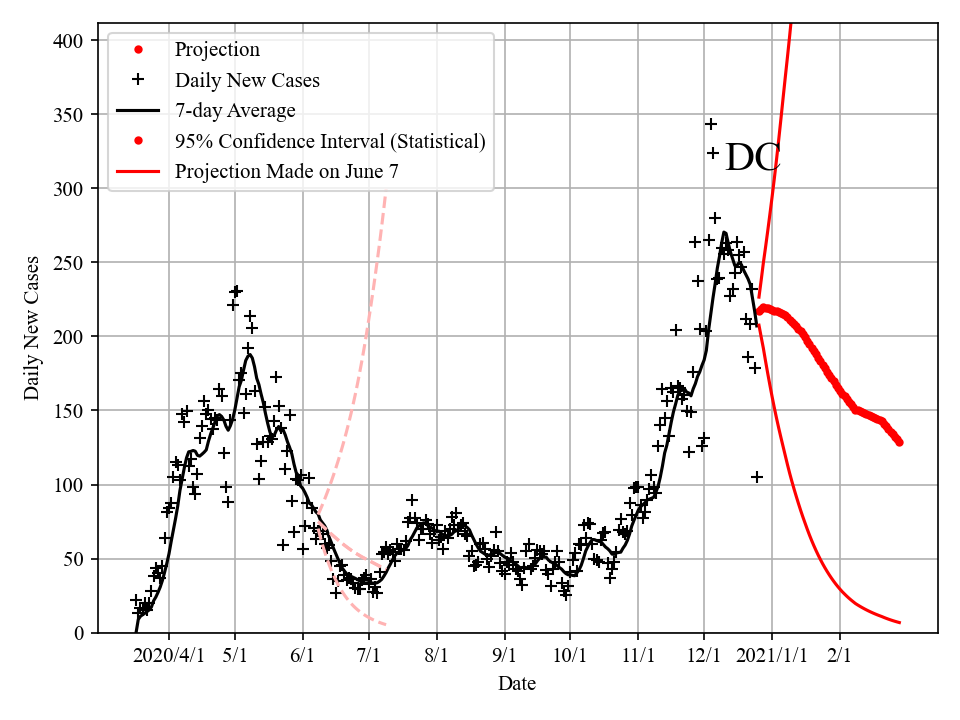 400
350
300
250
200
150
100
50
0
Daily New Cases
Projection
Daily New Cases
7-day Average
95% Confidence Interval (Statistical)
Projection Made on June 7
DC
2020/4/1 5/1 6/1 7/1 8/1 9/1 10/1 11/1 12/1 2021/1/1 2/1
Date